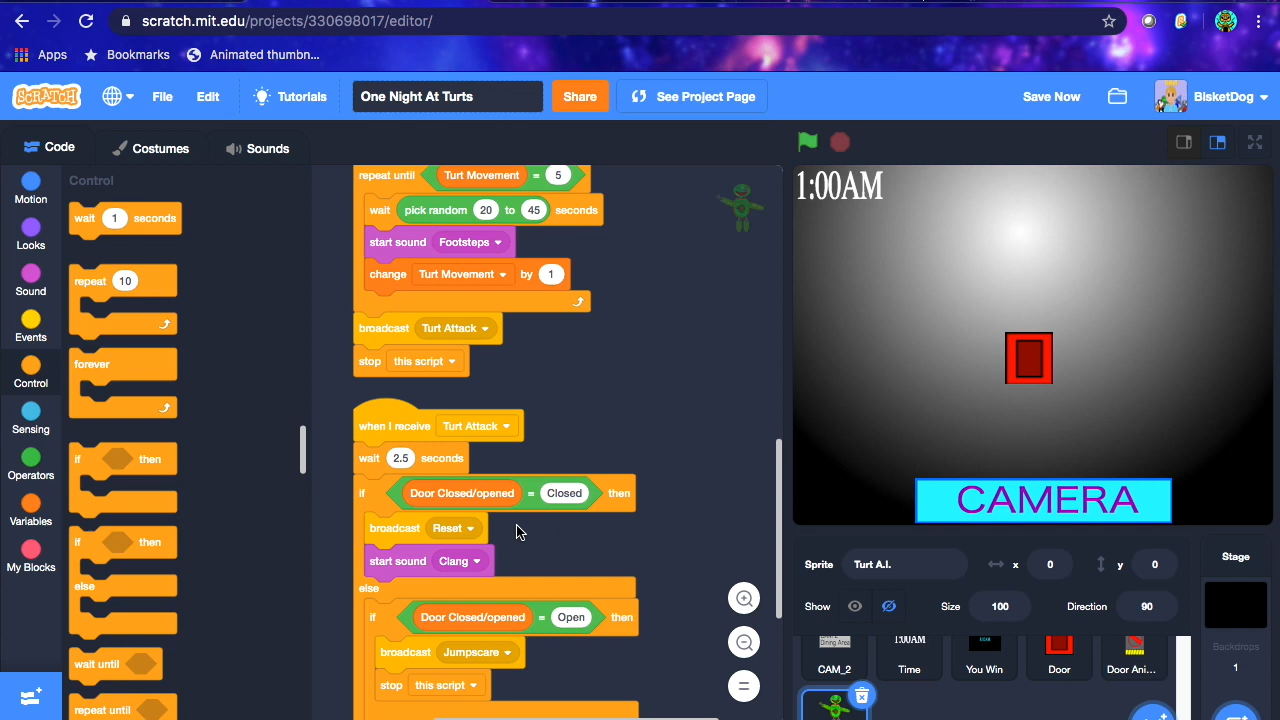 scratch.mit.edu/projects/330698017/editor/
Apps Bookmarks Animated thumbn...
SCRATCH File Edit Tutorials One Night At Turts Share See Project Page Save Now BisketDog
Code Costumes Sounds
Motion
Looks
Sound
Events
Control
Sensing
Operators
Variables
My Blocks
Control
wait 1 seconds
repeat 10
forever
if then
if then
else
wait until
repeat until
repeat until Turt Movement = 5
wait pick random 20 to 45 seconds
start sound Footsteps
change Turt Movement by 1
broadcast Turt Attack
stop this script
when I receive Turt Attack
wait 2.5 seconds
if Door Closed/opened = Closed then
broadcast Reset
start sound Clang
else
if Door Closed/opened = Open then
broadcast Jumpscare
stop this script
1:00AM
CAMERA
Sprite Turt A.I. x 0 y 0
Show Size 100 Direction 90
Dining Area
1:00AM
CAM_2 Time You Win Door Door Ani...
Stage
Backdrops
1